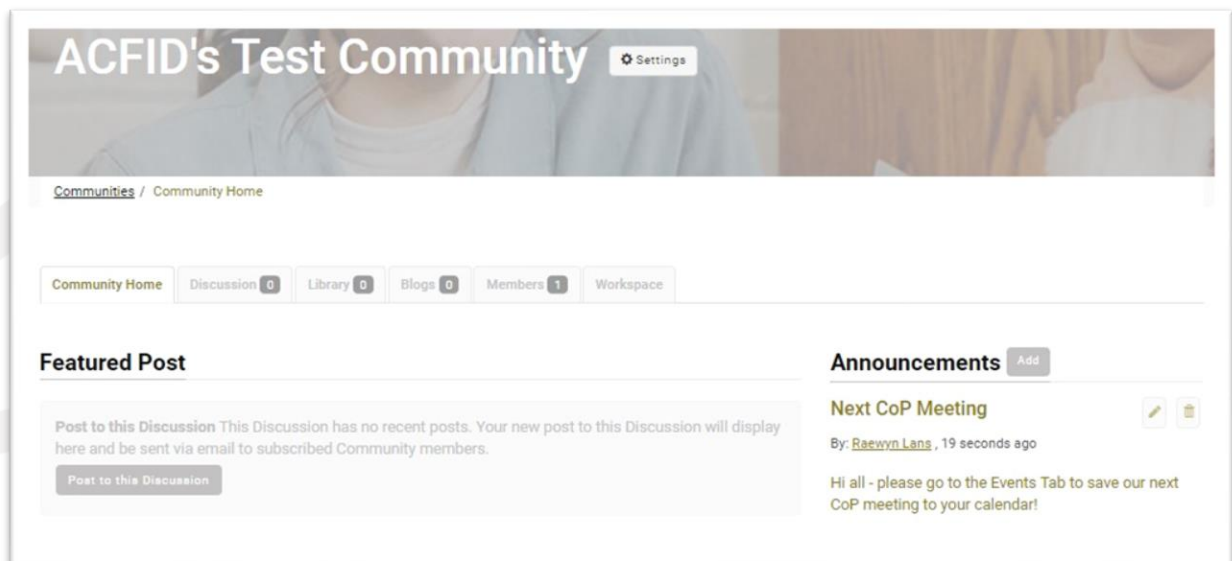 ACFID's Test Community Settings
Communities / Community Home
Community Home Discussion 0 Library 0 Blogs 0 Members 1 Workspace
Featured Post
Post to this Discussion This Discussion has no recent posts. Your new post to this Discussion will display
here and be sent via email to subscribed Community members.
Post to this Discussion
Announcements Add
Next CoP Meeting
By: Raewyn Lans , 19 seconds ago
Hi all - please go to the Events Tab to save our next
CoP meeting to your calendar!